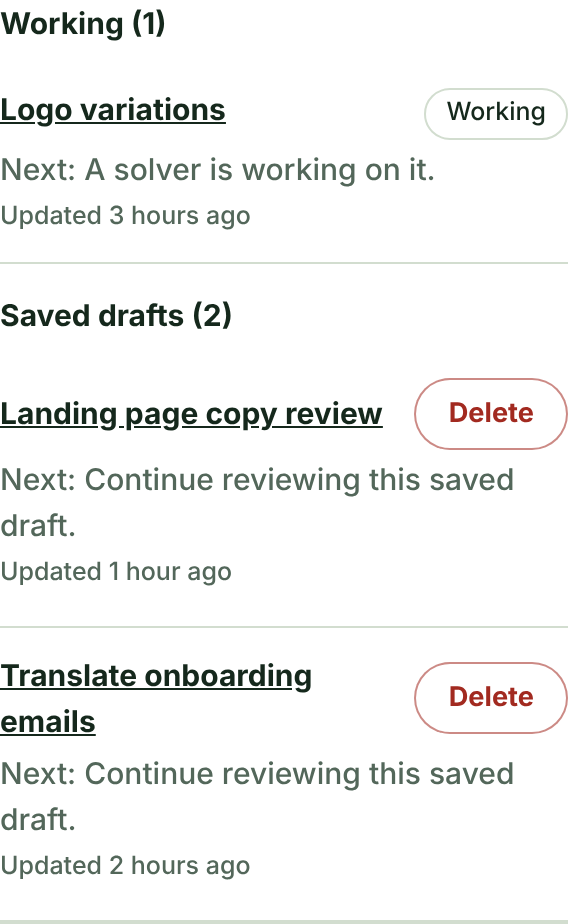 Working (1)
Logo variations
Working
Next: A solver is working on it.
Updated 3 hours ago
Saved drafts (2)
Landing page copy review
Delete
Next: Continue reviewing this saved
draft.
Updated 1 hour ago
Translate onboarding
emails
Delete
Next: Continue reviewing this saved
draft.
Updated 2 hours ago